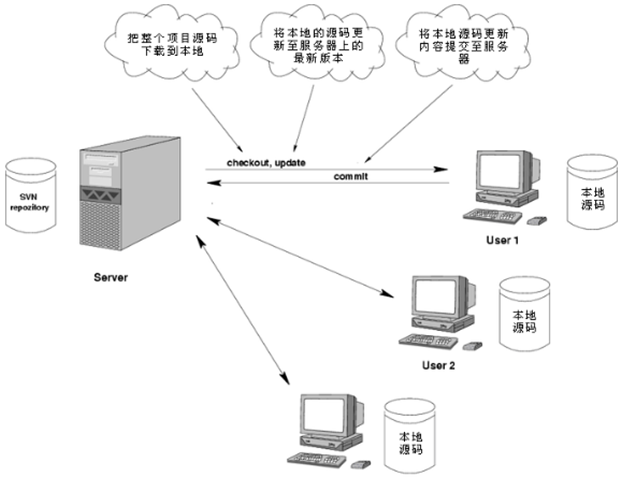 把整个项目源码
下载到本地
将本地的源码更
新至服务器上的
最新版本
将本地源码更新
内容提交至服务
器
checkout, update
commit
SVN
repository
Server
本地
源码
User 1
本地
源码
User 2
本地
源码